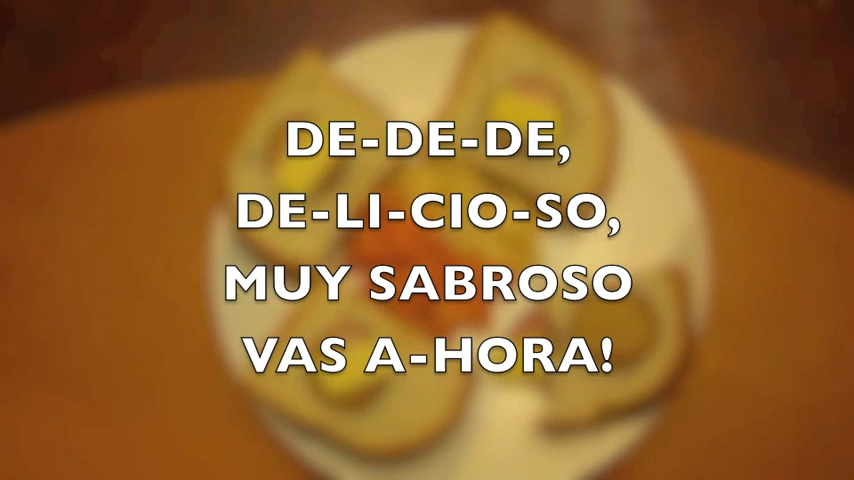 DE-DE-DE,
DE-LI-CIO-SO,
MUY SABROSO
VAS A-HORA!